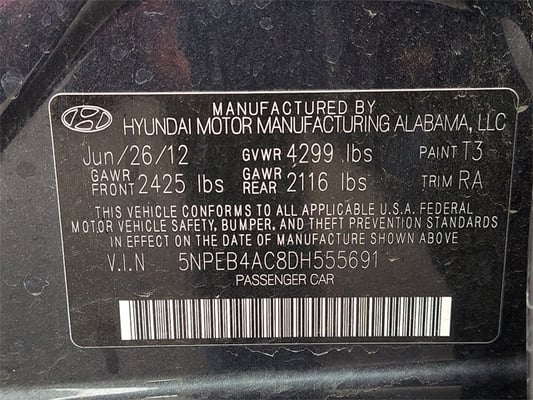 MANUFACTURED BY
HYUNDAI MOTOR MANUFACTURING ALABAMA, LLC
Jun/26/12 GVWR 4299 lbs PAINT T3
GAWR FRONT 2425 lbs GAWR REAR 2116 lbs TRIM RA
THIS VEHICLE CONFORMS TO ALL APPLICABLE U.S.A. FEDERAL
MOTOR VEHICLE SAFETY, BUMPER, AND THEFT PREVENTION STANDARDS
IN EFFECT ON THE DATE OF MANUFACTURE SHOWN ABOVE
V.I.N 5NPEB4AC8DH555691
PASSENGER CAR